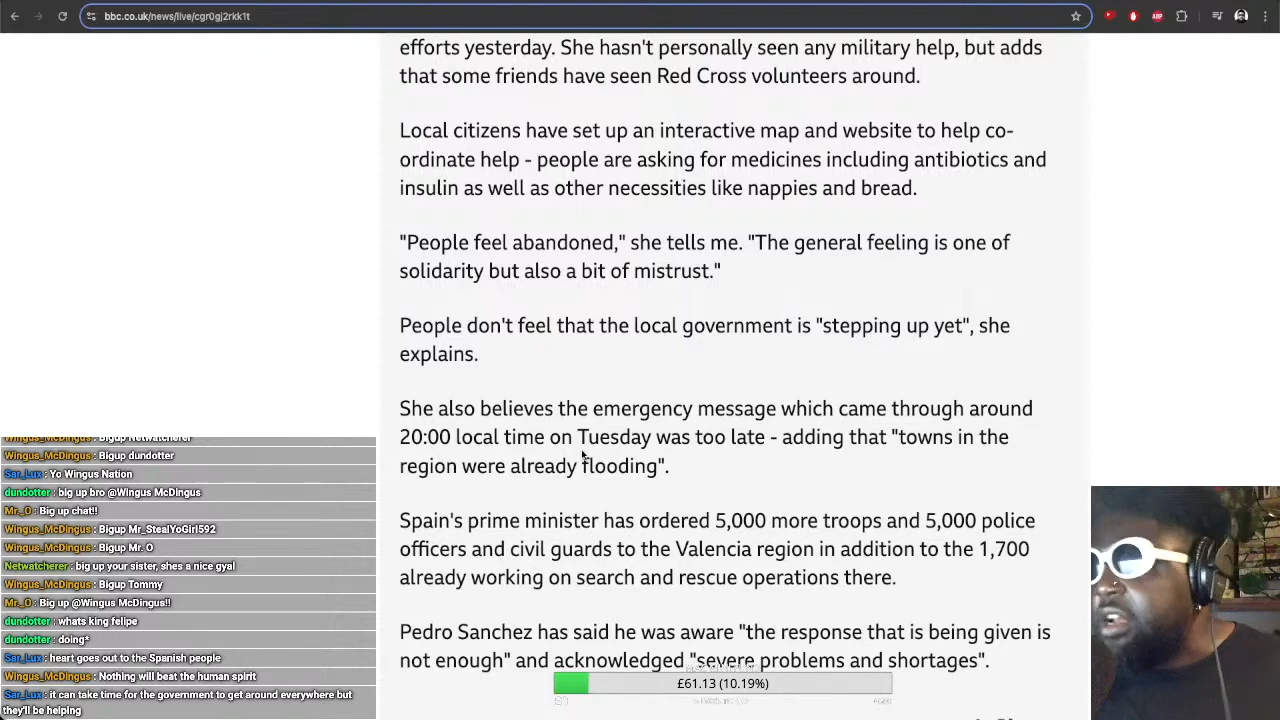 bbc.co.uk/news/live/cgr0gj2rkk1t
efforts yesterday. She hasn't personally seen any military help, but adds
that some friends have seen Red Cross volunteers around.
Local citizens have set up an interactive map and website to help co-
ordinate help - people are asking for medicines including antibiotics and
insulin as well as other necessities like nappies and bread.
"People feel abandoned," she tells me. "The general feeling is one of
solidarity but also a bit of mistrust."
People don't feel that the local government is "stepping up yet", she
explains.
She also believes the emergency message which came through around
20:00 local time on Tuesday was too late - adding that "towns in the
region were already flooding".
Spain's prime minister has ordered 5,000 more troops and 5,000 police
officers and civil guards to the Valencia region in addition to the 1,700
already working on search and rescue operations there.
Pedro Sanchez has said he was aware "the response that is being given is
not enough" and acknowledged "severe problems and shortages".
£61.13 (10.19%)
Wingus_McDingus : Bigup Netwatcherer
Wingus_McDingus : Bigup dundotter
Sar_Lux : Yo Wingus Nation
dundotter : big up bro @Wingus McDingus
Mr._O : Big up chat!!
Wingus_McDingus : Bigup Mr_StealYoGirl592
Wingus_McDingus : Bigup Mr. O
Netwatcherer : big up your sister, shes a nice gyal
Wingus_McDingus : Bigup Tommy
Mr._O : Big up @Wingus McDingus!!
dundotter : whats king felipe
dundotter : doing*
Sar_Lux : heart goes out to the Spanish people
Wingus_McDingus : Nothing will beat the human spirit
Sar_Lux : it can take time for the government to get around everywhere but
they'll be helping
ABP